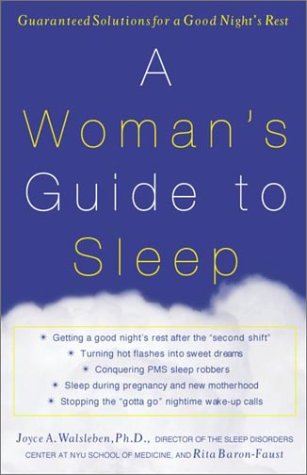 Guaranteed Solutions for a Good Night's Rest
A
Woman's
Guide to
Sleep
* Getting a good night's rest after the "second shift"
* Turning hot flashes into sweet dreams
* Conquering PMS sleep robbers
* Sleep during pregnancy and new motherhood
* Stopping the "gotta go" nightime wake-up calls
Joyce A. Walsleben, Ph.D., DIRECTOR OF THE SLEEP DISORDERS
CENTER AT NYU SCHOOL OF MEDICINE, AND Rita Baron-Faust